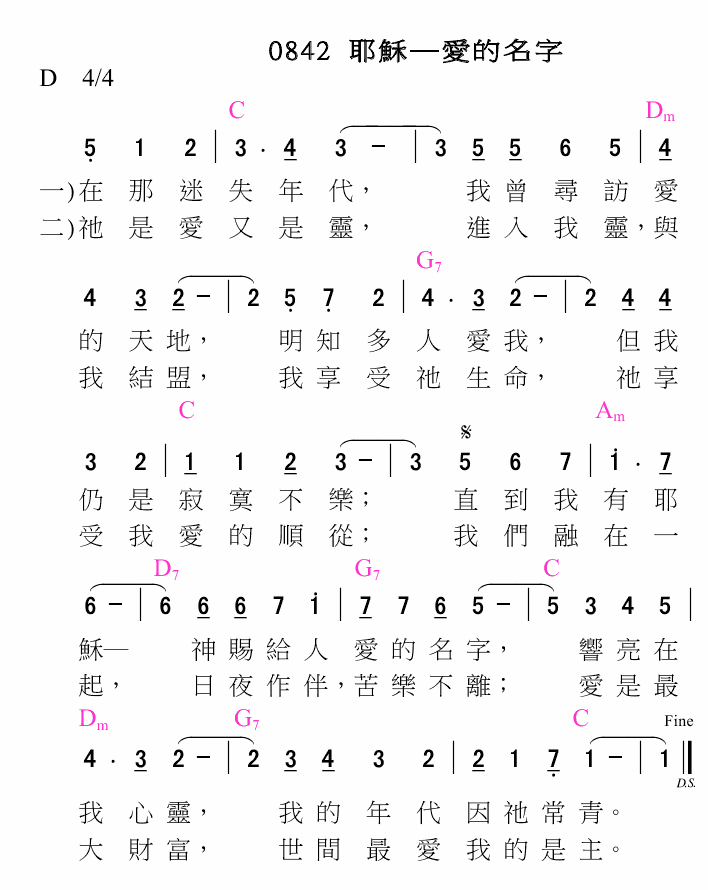 0842 耶穌—愛的名字
D 4/4
C Dm
5 1 2 | 3 . 4 3 - | 3 5 5 6 5 | 4
一)在那迷失年代， 我曾尋訪愛
二)祂是愛又是靈， 進入我靈，與
G7
4 3 2 - | 2 5 7 2 | 4 . 3 2 - | 2 4 4
的天地， 明知多人愛我， 但我
我結盟， 我享受祂生命， 祂享
C 𝄋 Am
3 2 | 1 1 2 3 - | 3 5 6 7 | 1 . 7
仍是寂寞不樂； 直到我有耶
受我愛的順從； 我們融在一
D7 G7 C
6 - | 6 6 6 7 1 | 7 7 6 5 - | 5 3 4 5 |
穌— 神賜給人愛的名字， 響亮在
起， 日夜作伴，苦樂不離； 愛是最
Dm G7 C Fine
4 . 3 2 - | 2 3 4 3 2 | 2 1 7 1 - | 1
D.S.
我心靈， 我的年代因祂常青。
大財富， 世間最愛我的是主。